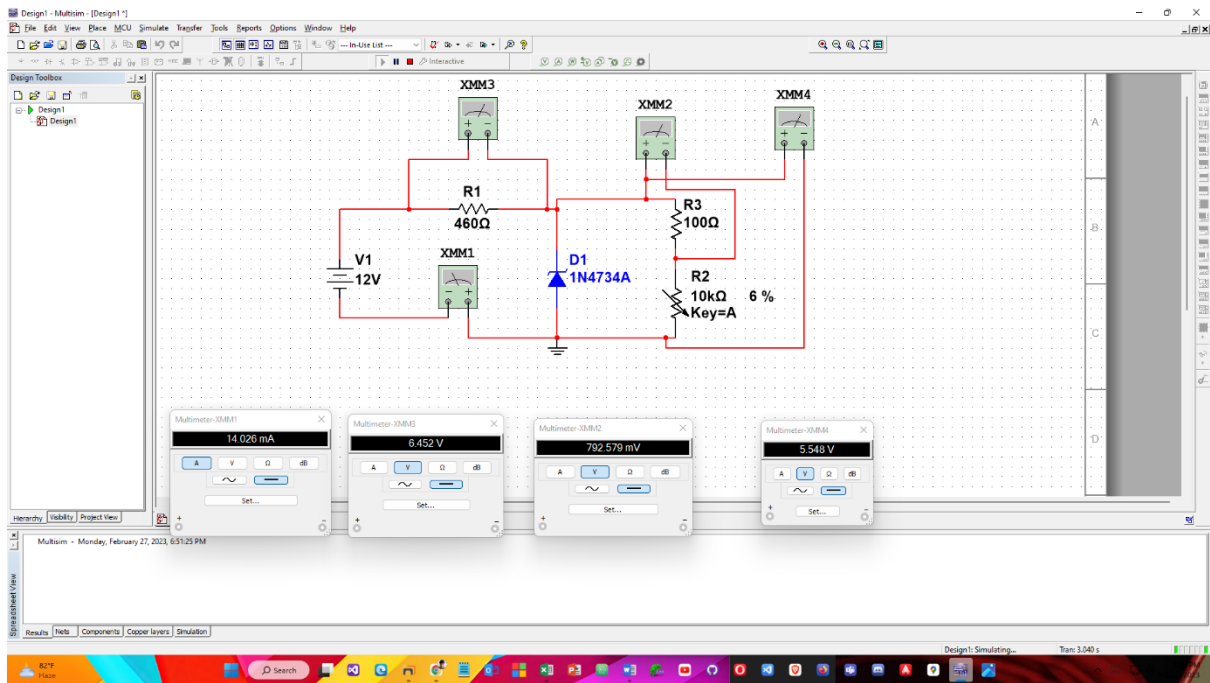 Design1 - Multisim - [Design1 *]
File Edit View Place MCU Simulate Transfer Tools Reports Options Window Help
--- In-Use List ---
Interactive
Design Toolbox
Design1
Design1
XMM3
XMM2
XMM4
A
R1
460Ω
R3
100Ω
B
V1
12V
XMM1
D1
1N4734A
R2
10kΩ 6 %
Key=A
C
Multimeter-XMM1
14.026 mA
A V Ω dB
Set...
+ -
Multimeter-XMM3
6.452 V
A V Ω dB
Set...
+ -
Multimeter-XMM2
792.579 mV
A V Ω dB
Set...
+ -
Multimeter-XMM4
5.548 V
A V Ω dB
Set...
+ -
D
Hierarchy Visibility Project View
Multisim - Monday, February 27, 2023, 6:51:25 PM
Spreadsheet View
Results Nets Components Copper layers Simulation
Design1: Simulating... Tran: 3.040 s
82°F
Haze
Search